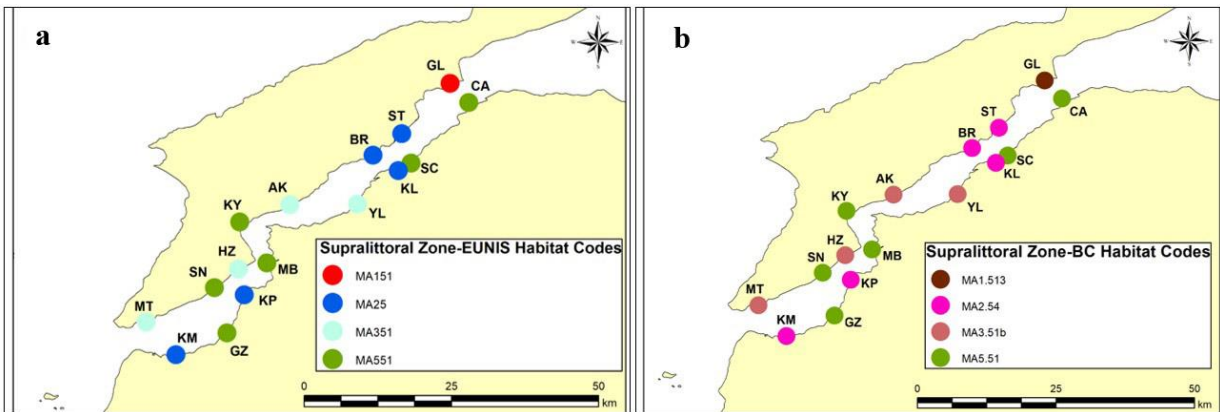 a
N
W
E
S
GL
CA
ST
BR
SC
KL
AK
YL
KY
HZ
MB
SN
KP
MT
KM
GZ
Supralittoral Zone-EUNIS Habitat Codes
MA151
MA25
MA351
MA551
0 25 50
km
b
N
W
E
S
GL
CA
ST
BR
SC
KL
AK
YL
KY
HZ
MB
SN
KP
MT
KM
GZ
Supralittoral Zone-BC Habitat Codes
MA1.513
MA2.54
MA3.51b
MA5.51
0 25 50
km